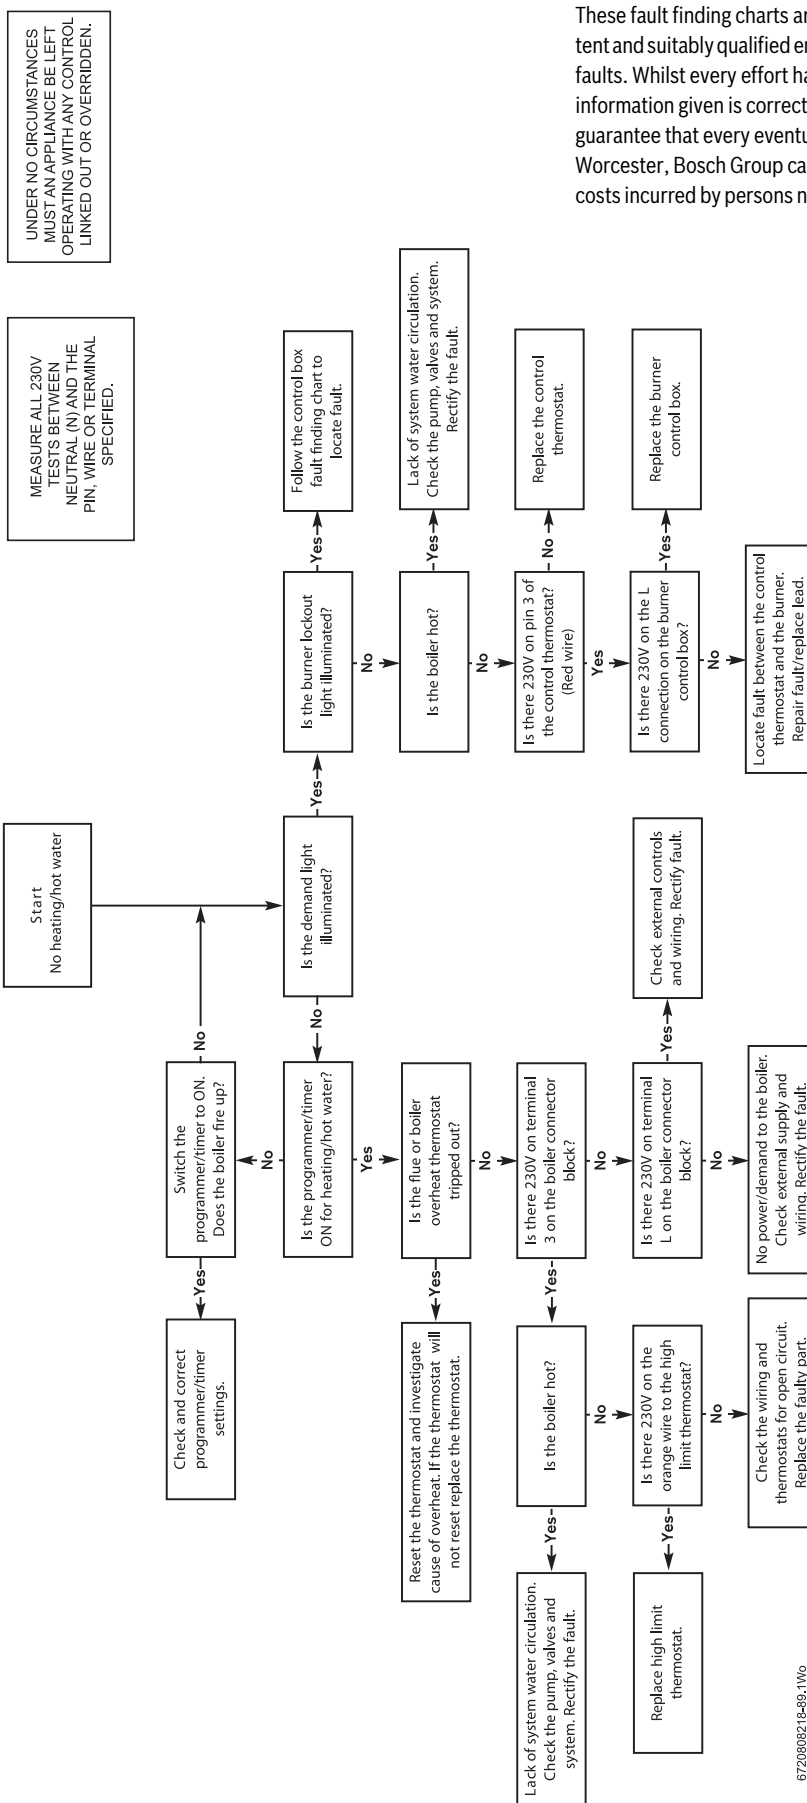 These fault finding charts ar
tent and suitably qualified en
faults. Whilst every effort ha
information given is correct
guarantee that every eventu
Worcester, Bosch Group ca
costs incurred by persons n
UNDER NO CIRCUMSTANCES
MUST AN APPLIANCE BE LEFT
OPERATING WITH ANY CONTROL
LINKED OUT OR OVERRIDDEN.
MEASURE ALL 230V
TESTS BETWEEN
NEUTRAL (N) AND THE
PIN, WIRE OR TERMINAL
SPECIFIED.
Start
No heating/hot water
Switch the
programmer/timer to ON.
Does the boiler fire up?
No
Yes
Check and correct
programmer/timer
settings.
Is the demand light
illuminated?
No
Yes
Is the programmer/timer
ON for heating/hot water?
No
Yes
Is the burner lockout
light illuminated?
Yes
Follow the control box
fault finding chart to
locate fault.
No
Is the boiler hot?
Yes
Lack of system water circulation.
Check the pump, valves and system.
Rectify the fault.
No
Is there 230V on pin 3 of
the control thermostat?
(Red wire)
No
Replace the control
thermostat.
Yes
Is there 230V on the L
connection on the burner
control box?
Yes
Replace the burner
control box.
No
Locate fault between the control
thermostat and the burner.
Repair fault/replace lead.
Is the flue or boiler
overheat thermostat
tripped out?
Yes
Reset the thermostat and investigate
cause of overheat. If the thermostat will
not reset replace the thermostat.
No
Is there 230V on terminal
3 on the boiler connector
block?
Yes
Is the boiler hot?
Yes
Lack of system water circulation.
Check the pump, valves and
system. Rectify the fault.
No
Is there 230V on the
orange wire to the high
limit thermostat?
Yes
Replace high limit
thermostat.
No
Check the wiring and
thermostats for open circuit.
Replace the faulty part.
No
Is there 230V on terminal
L on the boiler connector
block?
Yes
Check external controls
and wiring. Rectify fault.
No
No power/demand to the boiler.
Check external supply and
wiring. Rectify the fault.
6720808218-89.1Wo